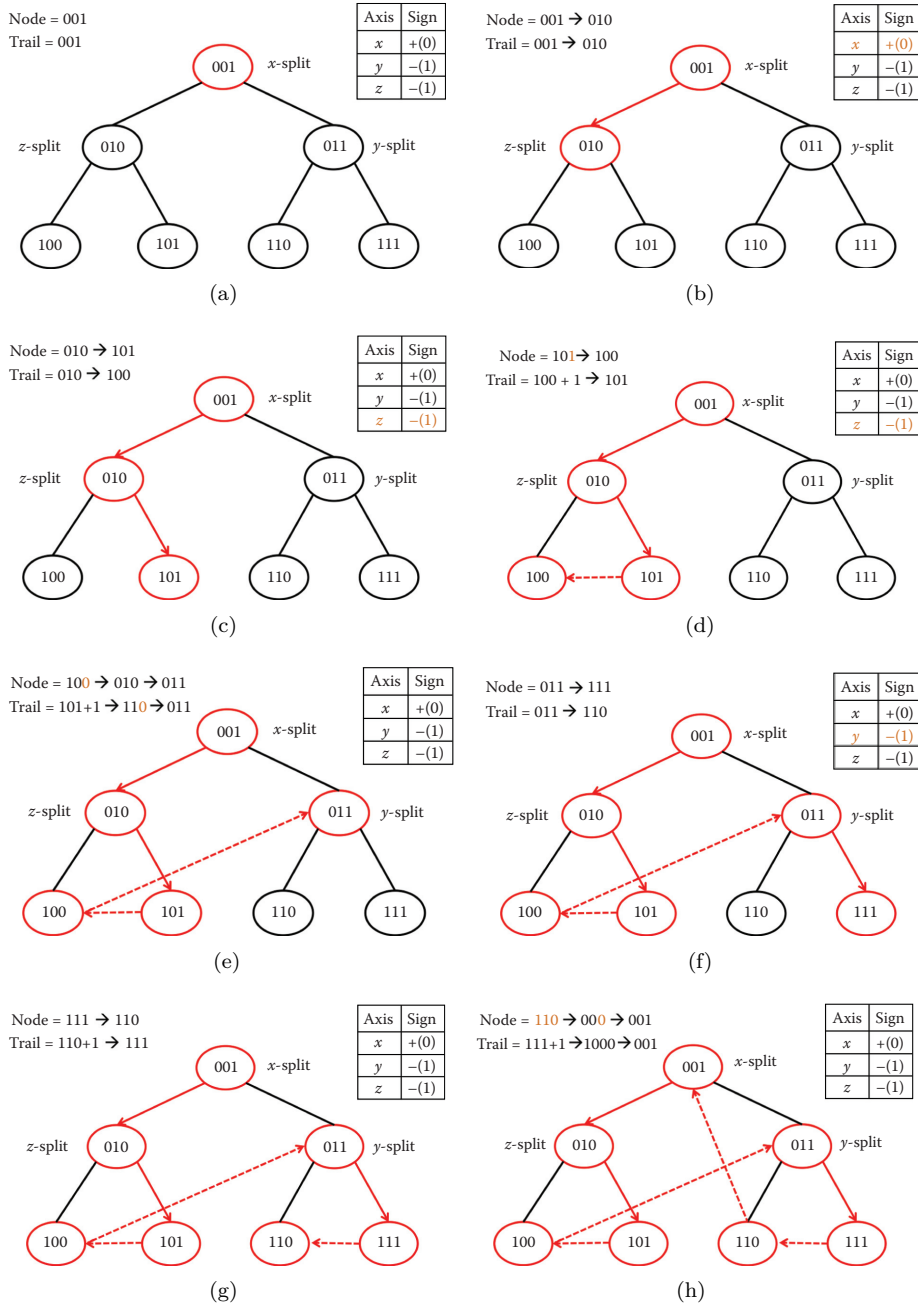 Node = 001
Trail = 001
Axis Sign
x +(0)
y −(1)
z −(1)
001 x-split
z-split 010 011 y-split
100 101 110 111
(a)
Node = 001 → 010
Trail = 001 → 010
Axis Sign
x +(0)
y −(1)
z −(1)
001 x-split
z-split 010 011 y-split
100 101 110 111
(b)
Node = 010 → 101
Trail = 010 → 100
Axis Sign
x +(0)
y −(1)
z −(1)
001 x-split
z-split 010 011 y-split
100 101 110 111
(c)
Node = 101→ 100
Trail = 100 + 1 → 101
Axis Sign
x +(0)
y −(1)
z −(1)
001 x-split
z-split 010 011 y-split
100 101 110 111
(d)
Node = 100 → 010 → 011
Trail = 101+1 → 110 → 011
Axis Sign
x +(0)
y −(1)
z −(1)
001 x-split
z-split 010 011 y-split
100 101 110 111
(e)
Node = 011 → 111
Trail = 011 → 110
Axis Sign
x +(0)
y −(1)
z −(1)
001 x-split
z-split 010 011 y-split
100 101 110 111
(f)
Node = 111 → 110
Trail = 110+1 → 111
Axis Sign
x +(0)
y −(1)
z −(1)
001 x-split
z-split 010 011 y-split
100 101 110 111
(g)
Node = 110 → 000 → 001
Trail = 111+1 →1000→ 001
Axis Sign
x +(0)
y −(1)
z −(1)
001 x-split
z-split 010 011 y-split
100 101 110 111
(h)